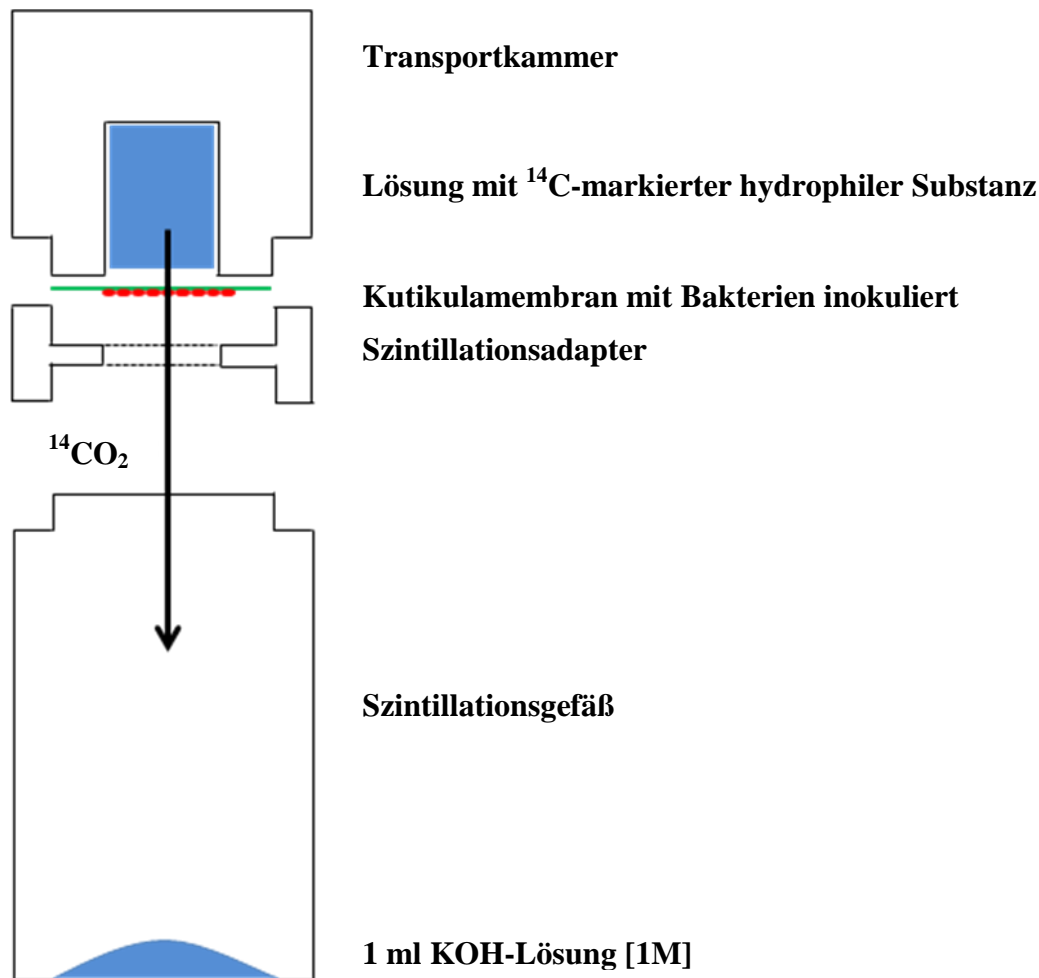 Transportkammer
Lösung mit ¹⁴C-markierter hydrophiler Substanz
Kutikulamembran mit Bakterien inokuliert
Szintillationsadapter
¹⁴CO₂
Szintillationsgefäß
1 ml KOH-Lösung [1M]